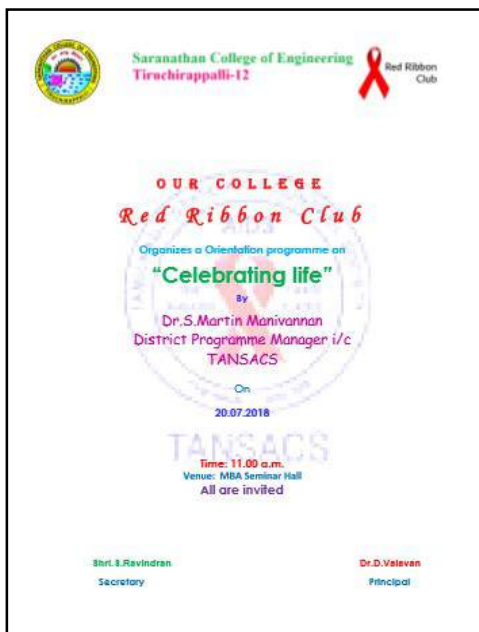 Saranathan College of Engineering
Tiruchirappalli-12
Red Ribbon
Club
OUR COLLEGE
Red Ribbon Club
Organizes a Orientation programme on
“Celebrating life”
By
Dr.S.Martin Manivannan
District Programme Manager i/c
TANSACS
On
20.07.2018
TANSACS
Time: 11.00 a.m.
Venue: MBA Seminar Hall
All are invited
Shri.S.Ravindran
Dr.D.Valavan
Secretary
Principal